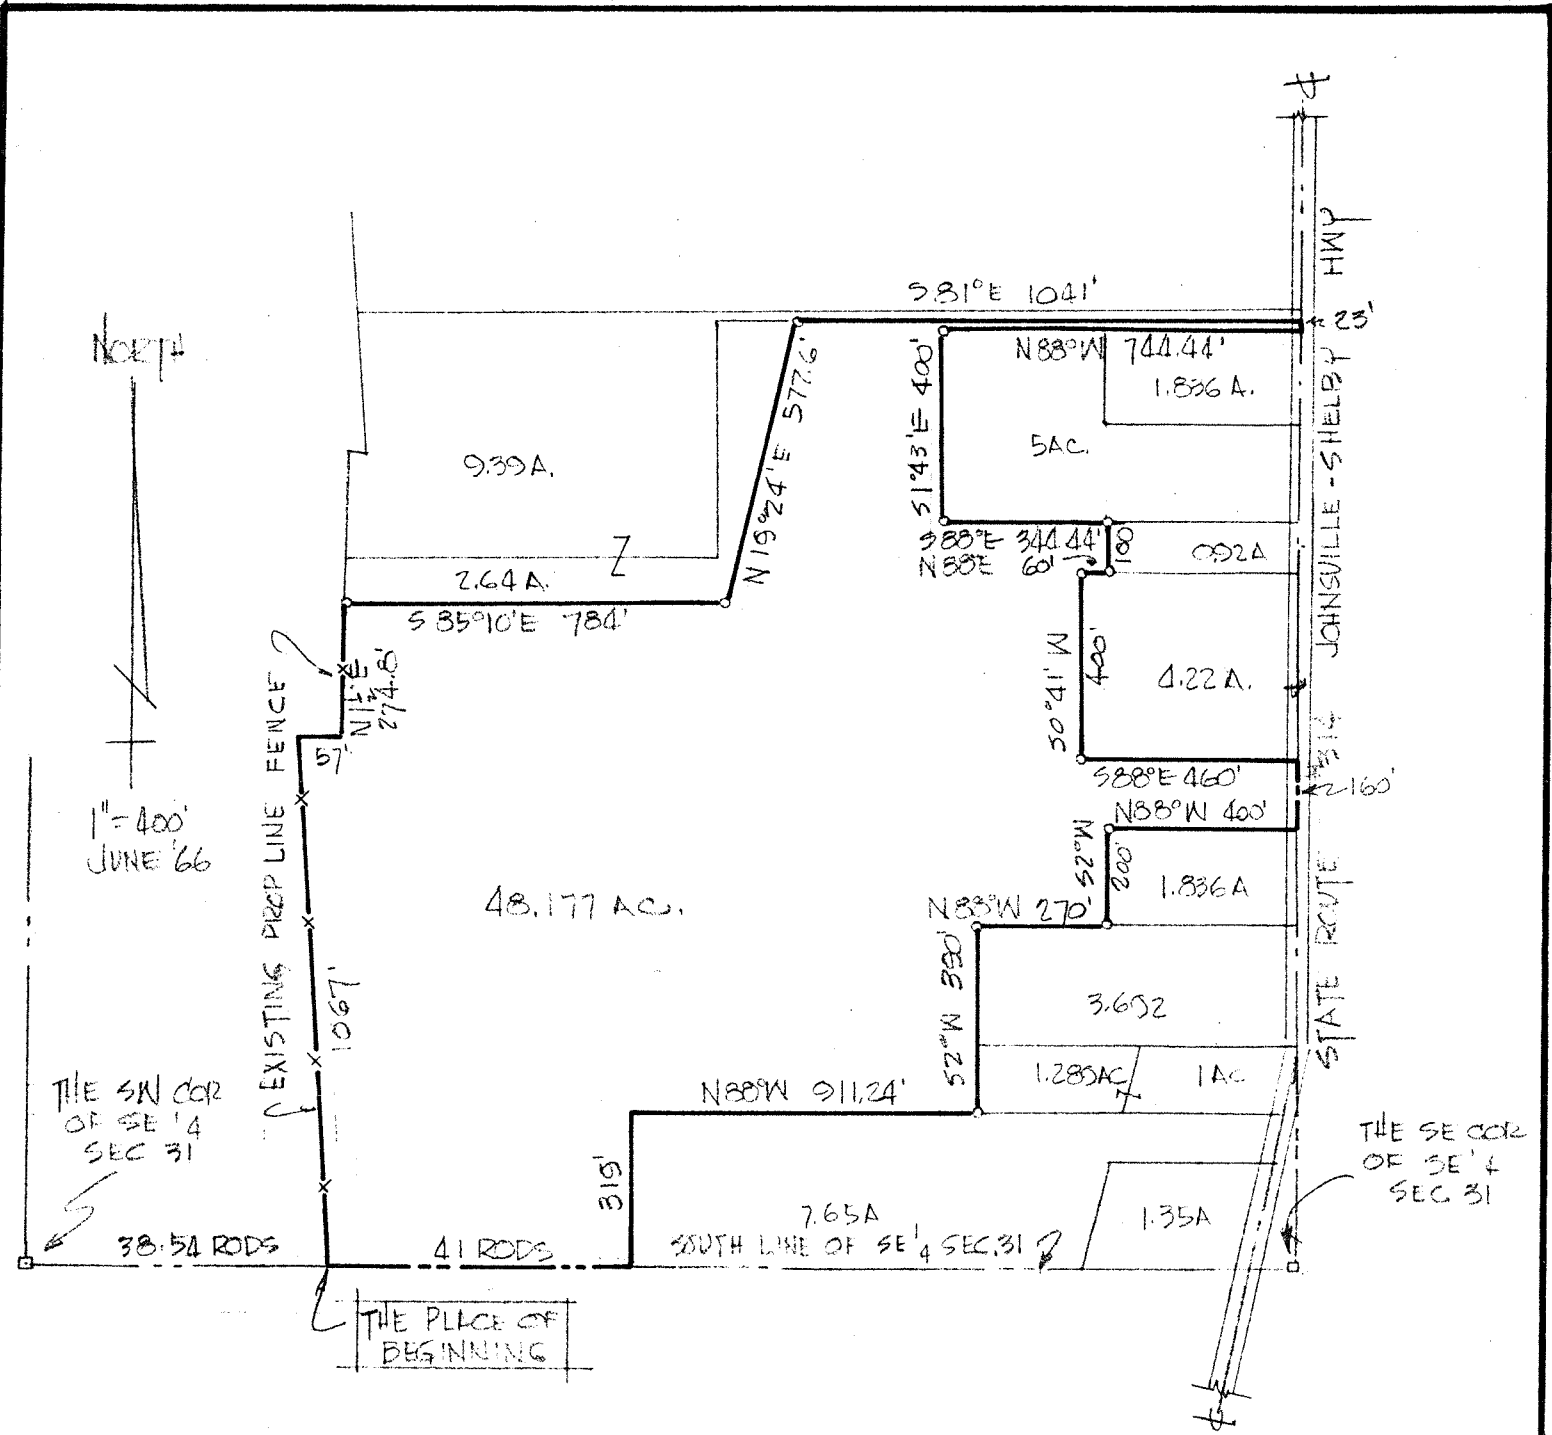 S 81° E 1041'
23'
N 88° W 744.44'
1.836 A.
5 AC.
S 1°43' E 400'
NORTH
1" = 400'
JUNE '66
9.39 A.
2.64 A.
N 19°24' E 577.6'
S 85°10' E 784'
S 88° E 344.44'
N 88 E 60'
100
0.92 A
S 0°41' W 400'
4.22 A.
S 88° E 460'
160'
N 88° W 400'
S 2° W 200'
1.836 A
N 88° W 270'
S 2° W 390'
3.692
1.289 AC
1 AC
N 88° W 911.24'
319'
7.65 A
1.35 A
48.177 AC.
274.8'
57'
1067'
EXISTING PROP LINE FENCE
JOHNSVILLE - SHELBY HWY
STATE ROUTE #314
THE SW COR
OF SE 1/4
SEC 31
THE SE COR
OF SE 1/4
SEC 31
38.54 RODS
41 RODS
SOUTH LINE OF SE 1/4 SEC. 31
THE PLACE OF
BEGINNING